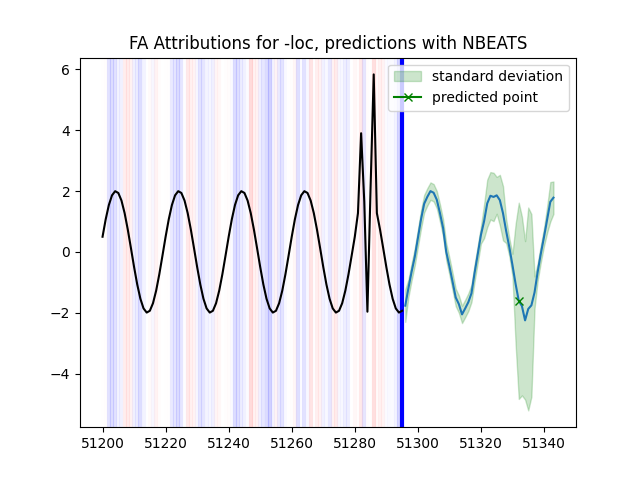 FA Attributions for -loc, predictions with NBEATS
standard deviation
predicted point
6
4
2
0
−2
−4
51200 51220 51240 51260 51280 51300 51320 51340